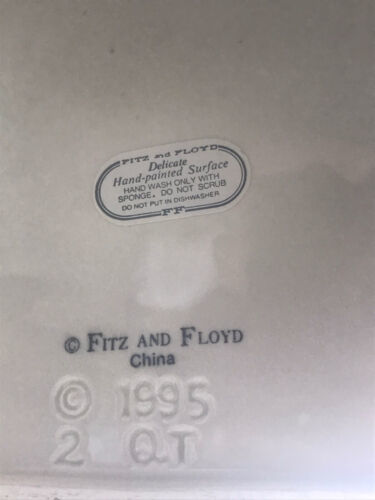 FITZ and FLOYD
Delicate
Hand-painted Surface
HAND WASH ONLY WITH
SPONGE. DO NOT SCRUB
DO NOT PUT IN DISHWASHER
FF
© FITZ AND FLOYD
China
© 1995
2 QT